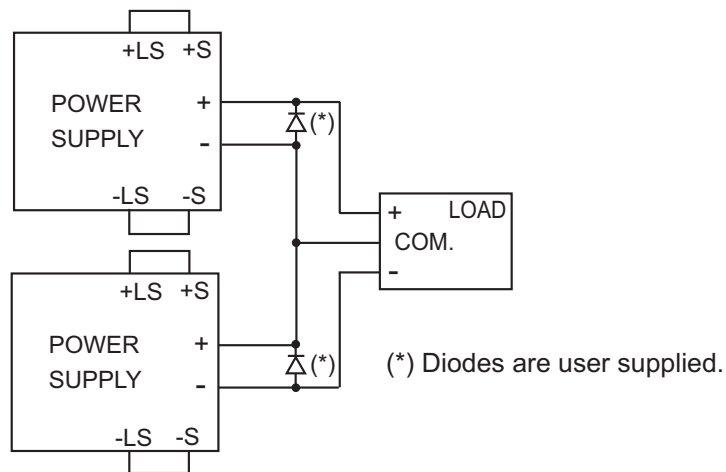 +LS +S
POWER
SUPPLY
+
-
(*)
-LS -S
+ LOAD
COM.
-
+LS +S
POWER
SUPPLY
+
-
(*)
(*) Diodes are user supplied.
-LS -S